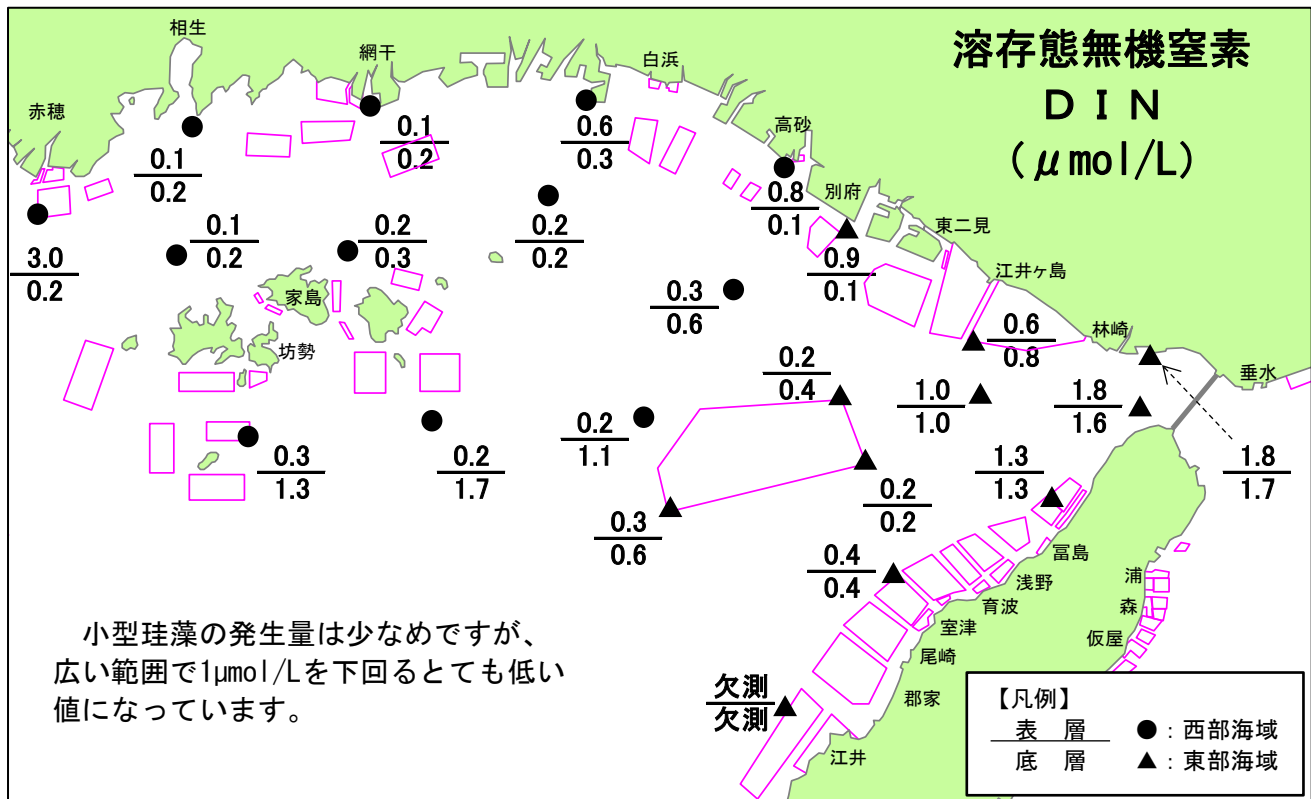 溶存態無機窒素
ＤＩＮ
(μmol/L)
相生
網干
白浜
赤穂
高砂
別府
東二見
江井ヶ島
林崎
垂水
家島
坊勢
0.1
0.2
0.1
0.2
0.6
0.3
0.8
0.1
3.0
0.2
0.1
0.2
0.2
0.3
0.2
0.2
0.9
0.1
0.3
0.6
0.6
0.8
0.2
0.4
1.0
1.0
1.8
1.6
1.8
1.7
0.3
1.3
0.2
1.7
0.2
1.1
1.3
1.3
0.2
0.2
0.3
0.6
0.4
0.4
欠測
欠測
冨島
浅野
育波
室津
尾崎
郡家
江井
浦
森
仮屋
小型珪藻の発生量は少なめですが、
広い範囲で1μmol/Lを下回るとても低い
値になっています。
【凡例】
表　層　●：西部海域
底　層　▲：東部海域